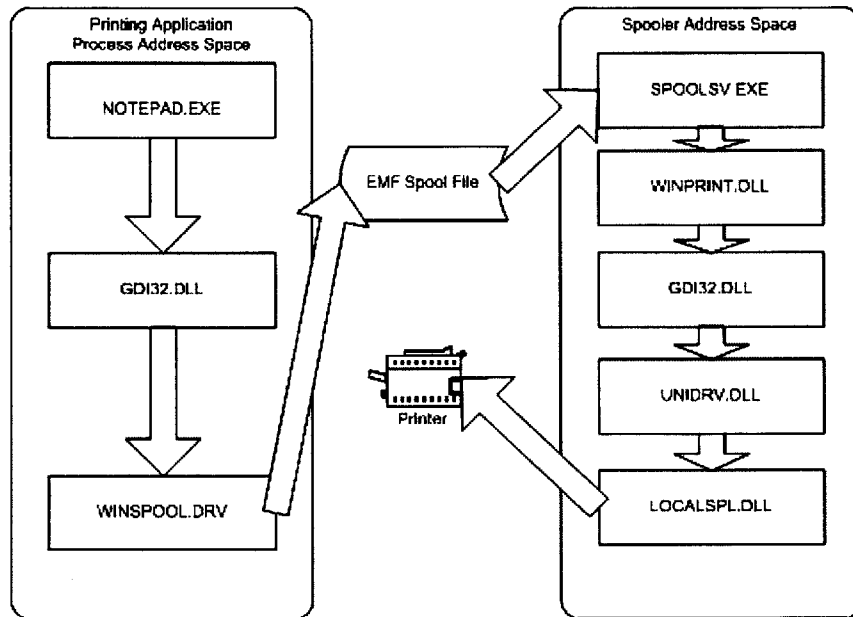 Printing Application
Process Address Space
NOTEPAD.EXE
GDI32.DLL
WINSPOOL.DRV
EMF Spool File
Printer
Spooler Address Space
SPOOLSV EXE
WINPRINT.DLL
GDI32.DLL
UNIDRV.DLL
LOCALSPL.DLL